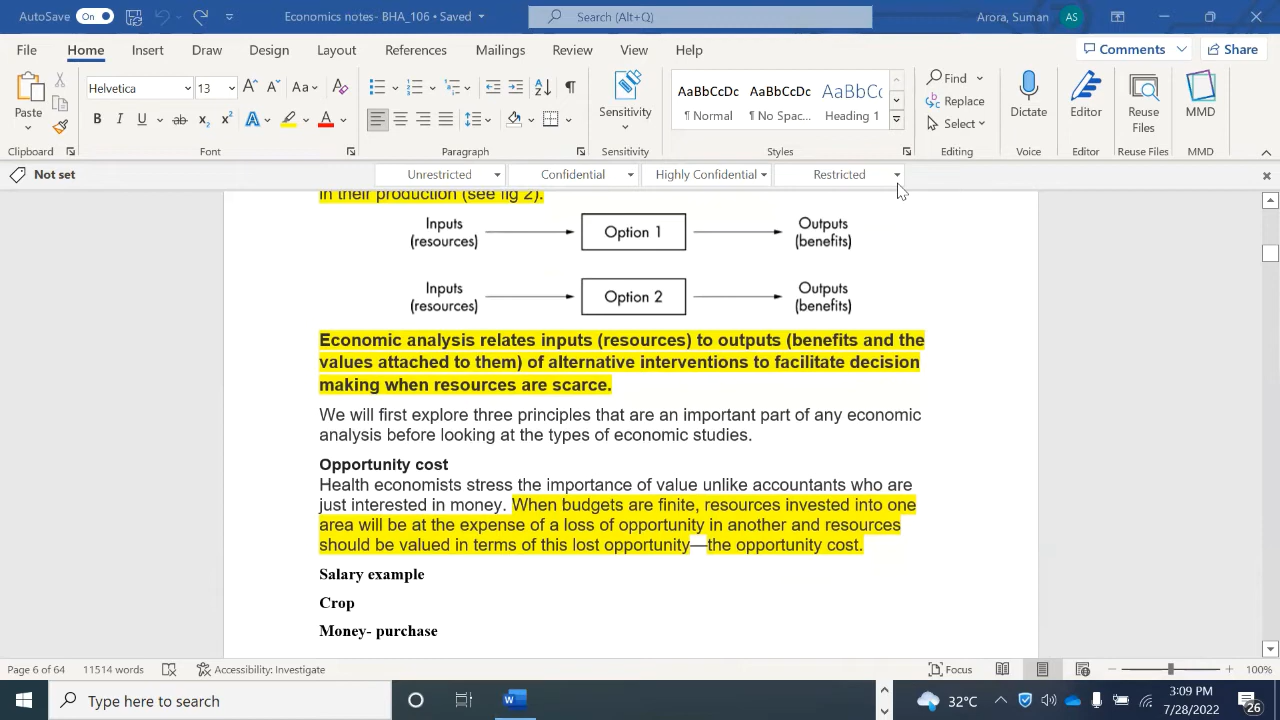 AutoSave On Economics notes- BHA_106 • Saved Search (Alt+Q) Arora, Suman AS
File Home Insert Draw Design Layout References Mailings Review View Help Comments Share
Paste Helvetica 13 Aa A Sensitivity AaBbCcDc AaBbCcDc AaBbCc Find Replace Select Dictate Editor Reuse Files MMD
B I U ab x₂ x² A A ¶ Normal ¶ No Spac... Heading 1
Clipboard Font Paragraph Sensitivity Styles Editing Voice Editor Reuse Files MMD
Not set Unrestricted Confidential Highly Confidential Restricted
in their production (see fig 2).
Inputs (resources) Option 1 Outputs (benefits)
Inputs (resources) Option 2 Outputs (benefits)
Economic analysis relates inputs (resources) to outputs (benefits and the
values attached to them) of alternative interventions to facilitate decision
making when resources are scarce.
We will first explore three principles that are an important part of any economic
analysis before looking at the types of economic studies.
Opportunity cost
Health economists stress the importance of value unlike accountants who are
just interested in money. When budgets are finite, resources invested into one
area will be at the expense of a loss of opportunity in another and resources
should be valued in terms of this lost opportunity—the opportunity cost.
Salary example
Crop
Money- purchase
Page 6 of 64 11514 words Accessibility: Investigate Focus 100%
Type here to search 32°C 3:09 PM
7/28/2022 26